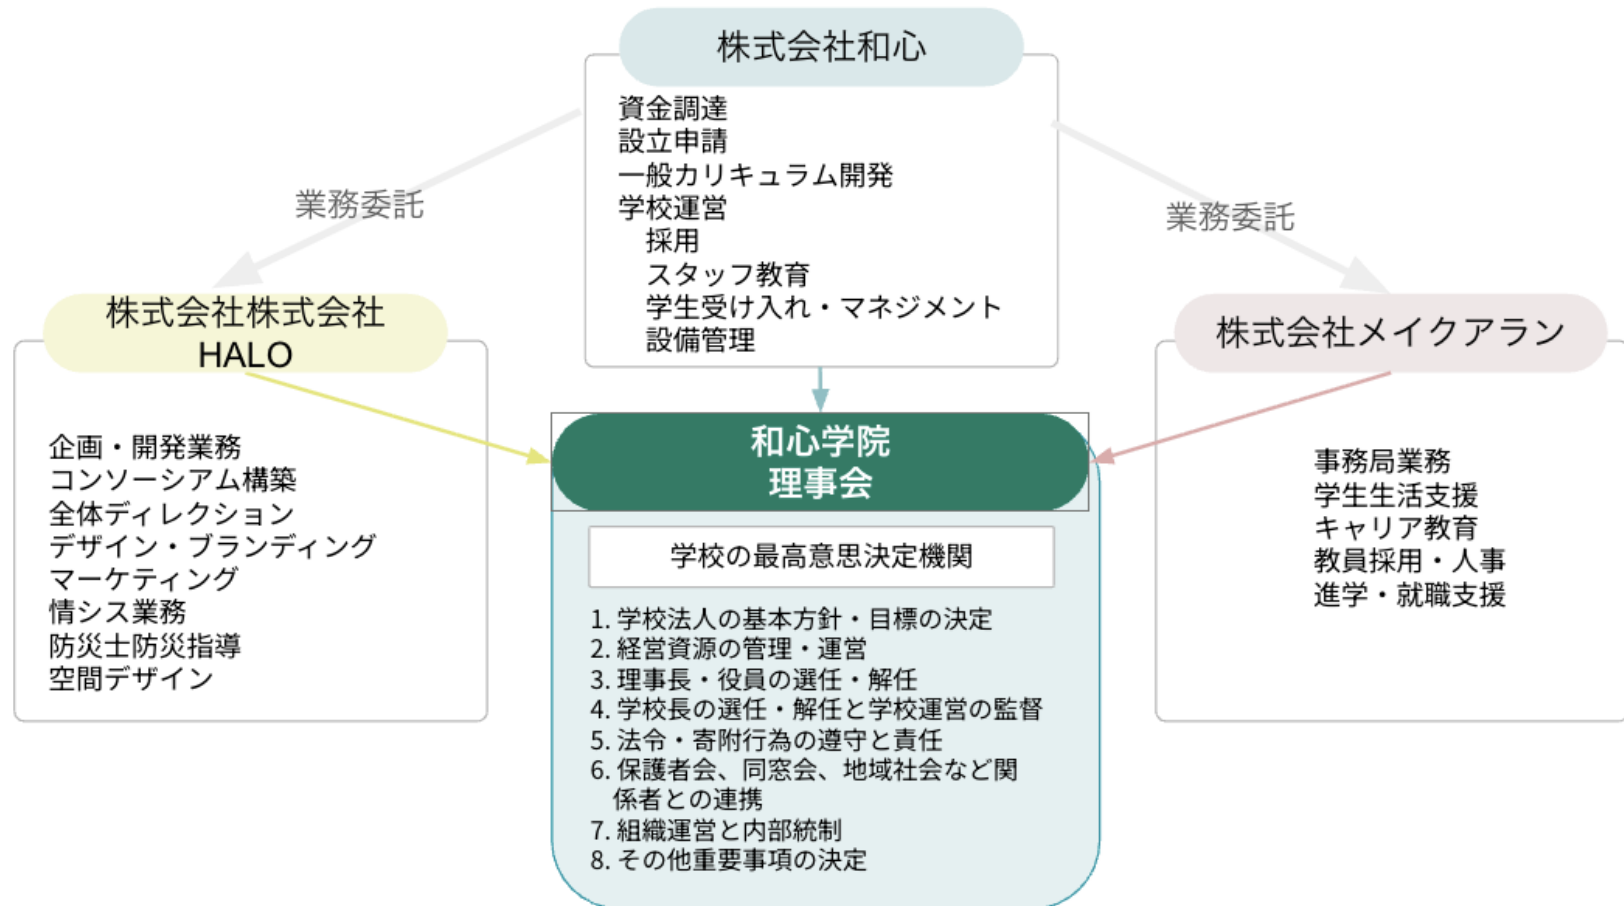 株式会社和心
資金調達
設立申請
一般カリキュラム開発
学校運営
採用
スタッフ教育
学生受け入れ・マネジメント
設備管理
業務委託
業務委託
株式会社株式会社
HALO
企画・開発業務
コンソーシアム構築
全体ディレクション
デザイン・ブランディング
マーケティング
情シス業務
防災士防災指導
空間デザイン
株式会社メイクアラン
事務局業務
学生生活支援
キャリア教育
教員採用・人事
進学・就職支援
和心学院
理事会
学校の最高意思決定機関
1. 学校法人の基本方針・目標の決定
2. 経営資源の管理・運営
3. 理事長・役員の選任・解任
4. 学校長の選任・解任と学校運営の監督
5. 法令・寄附行為の遵守と責任
6. 保護者会、同窓会、地域社会など関
係者との連携
7. 組織運営と内部統制
8. その他重要事項の決定